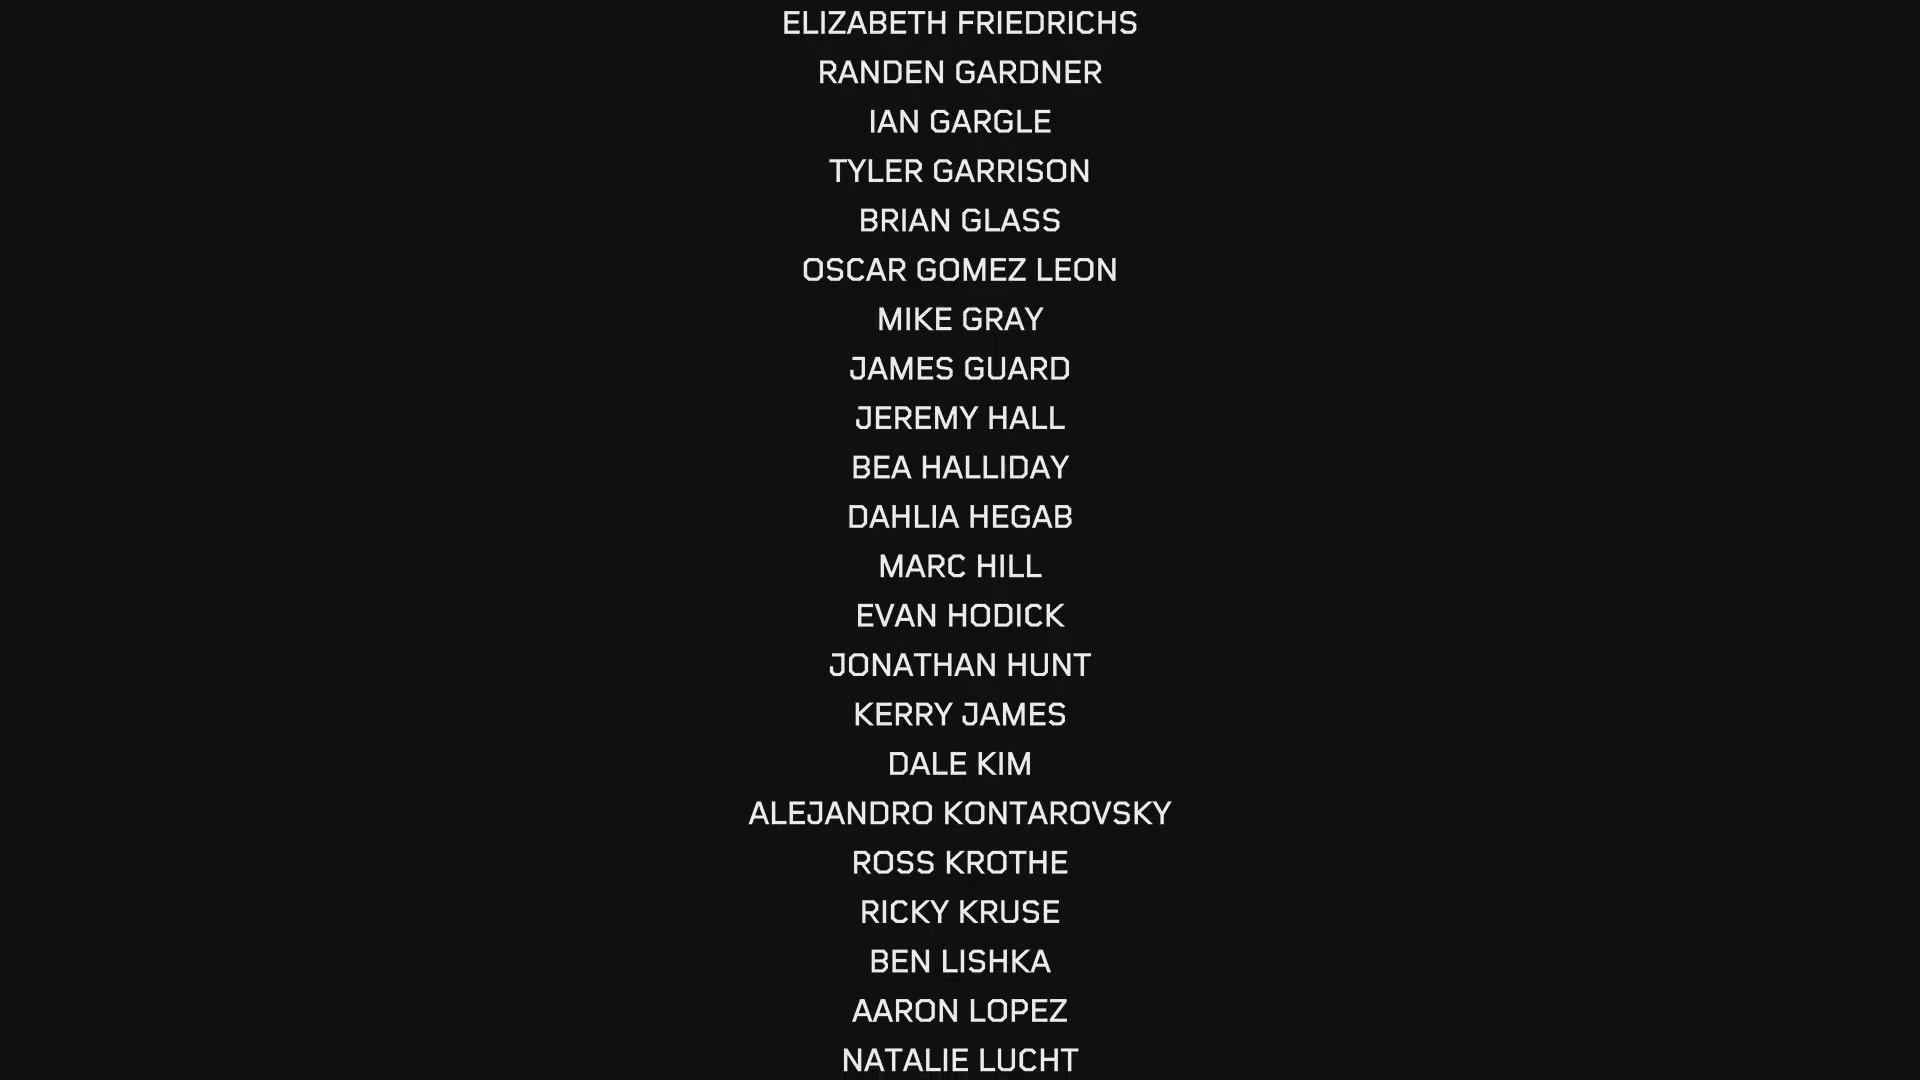 ELIZABETH FRIEDRICHS
RANDEN GARDNER
IAN GARGLE
TYLER GARRISON
BRIAN GLASS
OSCAR GOMEZ LEON
MIKE GRAY
JAMES GUARD
JEREMY HALL
BEA HALLIDAY
DAHLIA HEGAB
MARC HILL
EVAN HODICK
JONATHAN HUNT
KERRY JAMES
DALE KIM
ALEJANDRO KONTAROVSKY
ROSS KROTHE
RICKY KRUSE
BEN LISHKA
AARON LOPEZ
NATALIE LUCHT